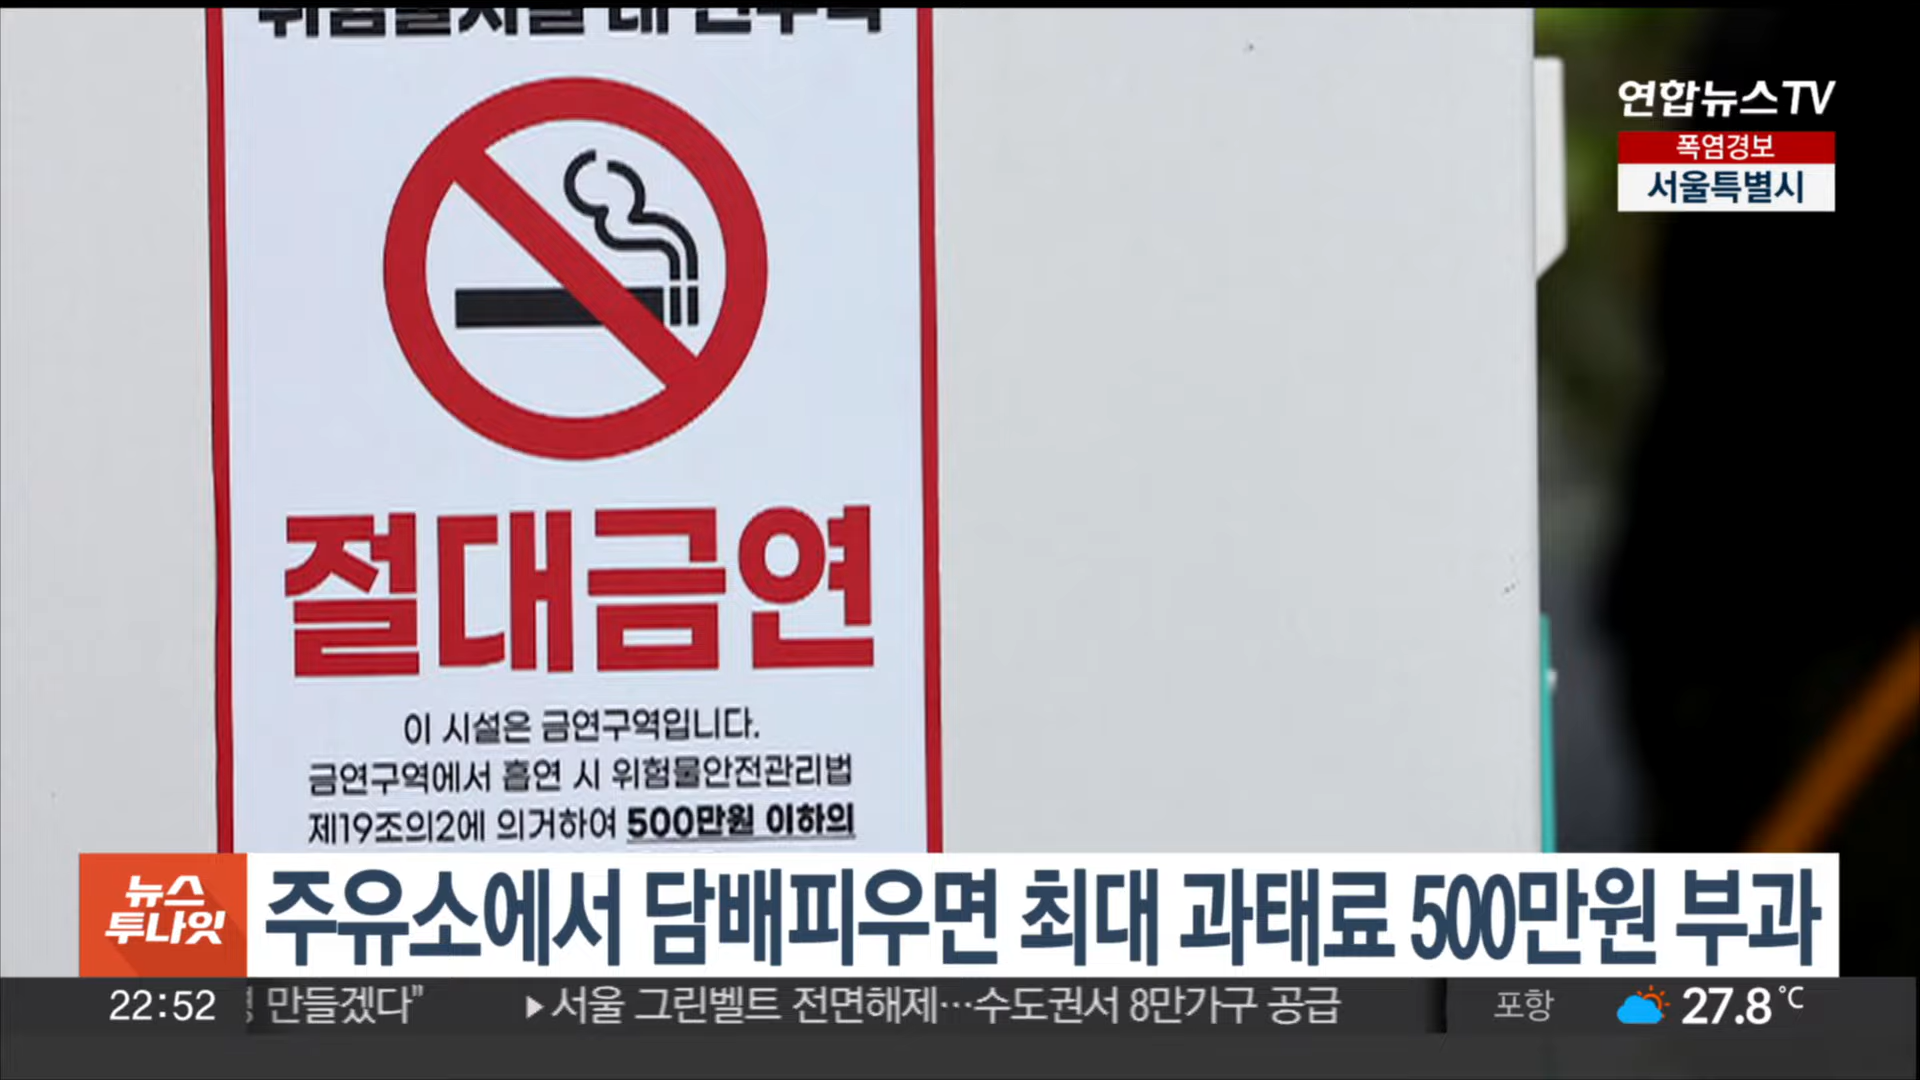 연합뉴스TV
폭염경보
서울특별시
절대금연
이 시설은 금연구역입니다.
금연구역에서 흡연 시 위험물안전관리법
제19조의2에 의거하여 500만원 이하의
뉴스
투나잇
주유소에서 담배피우면 최대 과태료 500만원 부과
22:52 만들겠다” ▶서울 그린벨트 전면해제…수도권서 8만가구 공급 포항 27.8℃